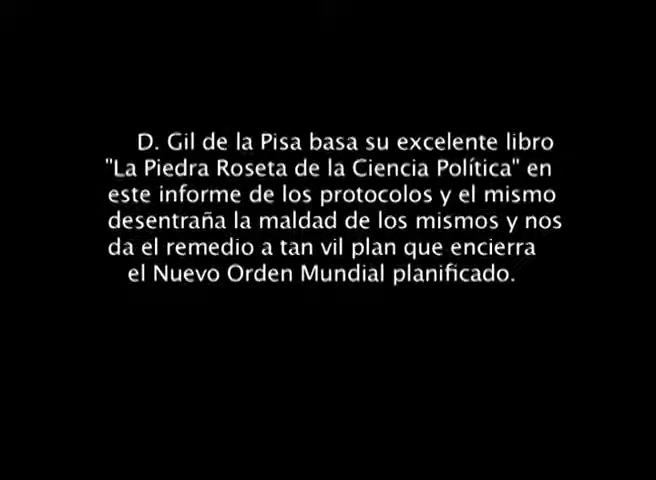 D. Gil de la Pisa basa su excelente libro
"La Piedra Roseta de la Ciencia Política" en
este informe de los protocolos y el mismo
desentraña la maldad de los mismos y nos
da el remedio a tan vil plan que encierra
el Nuevo Orden Mundial planificado.